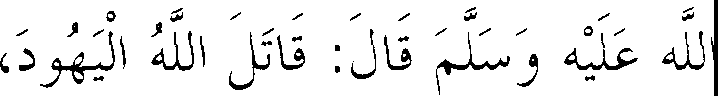 اللَّه عَلَيْه وَسَلَّمَ قَالَ: قَاتَلَ اللَّهُ الْيَهُودَ،